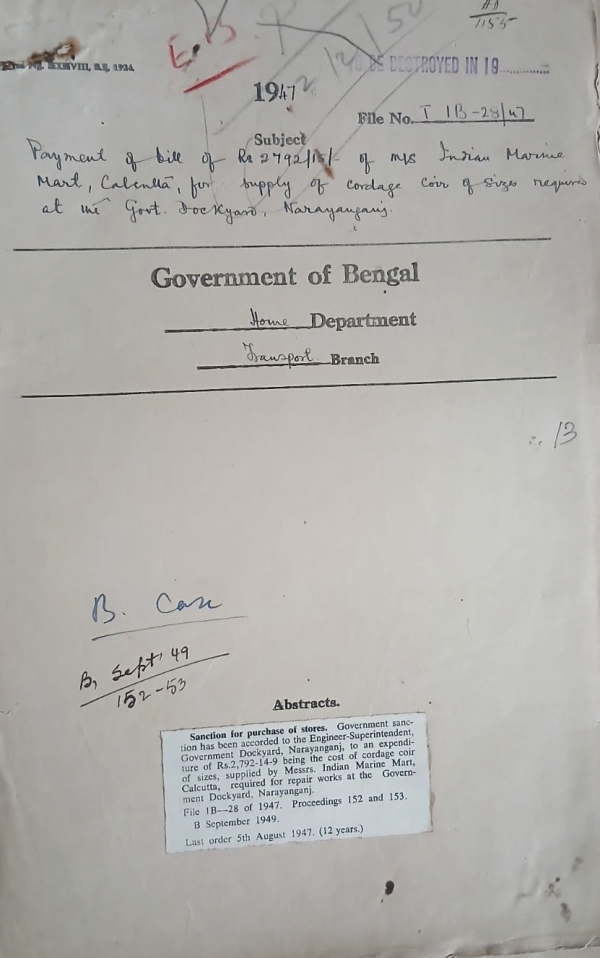 E.B
12/50
1155
TO BE DESTROYED IN 19
1947
File No. T 1B-28/47
Subject
Payment of bill of Rs 2792/15/- of m/s Indian Marine
Mart, Calcutta, for supply of cordage coir of sizes required
at the Govt. Dockyard, Narayanganj.
Government of Bengal
Home Department
Transport Branch
13
B. Case
B, Sept' 49
152-53
Abstracts.
Sanction for purchase of stores. Government sanc-
tion has been accorded to the Engineer-Superintendent,
Government Dockyard, Narayanganj, to an expendi-
ture of Rs.2,792-14-9 being the cost of cordage coir
of sizes, supplied by Messrs. Indian Marine Mart,
Calcutta, required for repair works at the Govern-
ment Dockyard, Narayanganj.
File 1B—28 of 1947. Proceedings 152 and 153.
B September 1949.
Last order 5th August 1947. (12 years.)